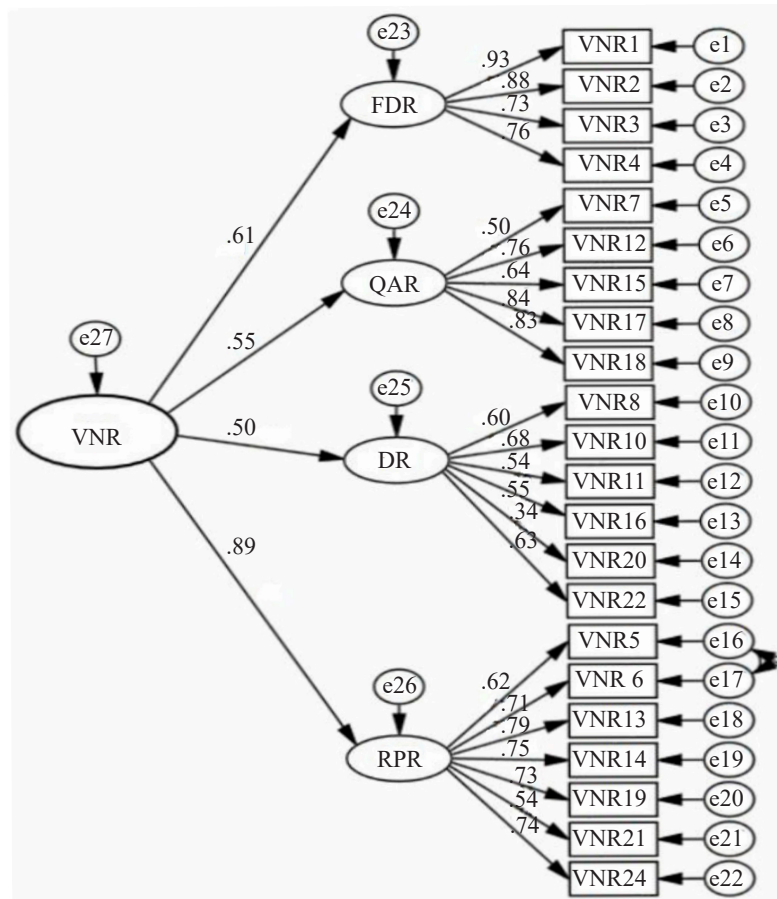 e23
FDR
.93
.88
.73
.76
VNR1
e1
VNR2
e2
VNR3
e3
VNR4
e4
.61
e24
QAR
.50
.76
.64
.84
.83
VNR7
e5
VNR12
e6
VNR15
e7
VNR17
e8
VNR18
e9
e27
VNR
.55
.50
e25
DR
.60
.68
.54
.55
.34
.63
VNR8
e10
VNR10
e11
VNR11
e12
VNR16
e13
VNR20
e14
VNR22
e15
.89
e26
RPR
.62
.71
.79
.75
.73
.54
.74
VNR5
e16
VNR 6
e17
VNR13
e18
VNR14
e19
VNR19
e20
VNR21
e21
VNR24
e22